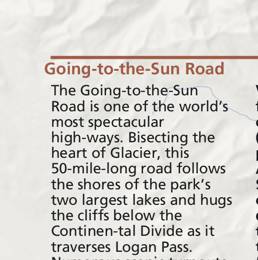 Going-to-the-Sun Road
The Going-to-the-Sun
Road is one of the world's
most spectacular
high-ways. Bisecting the
heart of Glacier, this
50-mile-long road follows
the shores of the park's
two largest lakes and hugs
the cliffs below the
Continen-tal Divide as it
traverses Logan Pass.